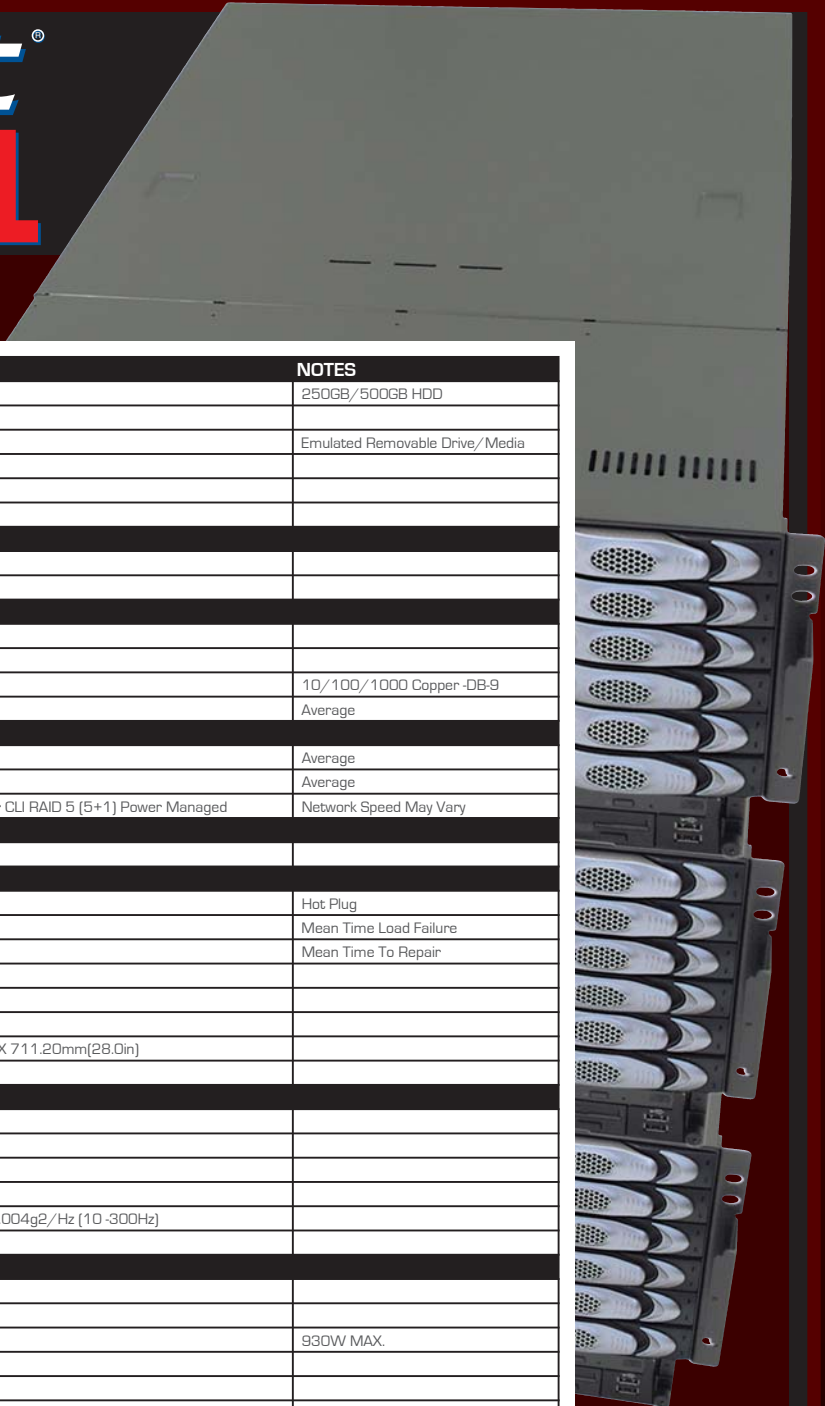 ®
NOTES
250GB/500GB HDD
Emulated Removable Drive/Media
10/100/1000 Copper -DB-9
Average
Average
Average
CLI RAID 5 (5+1) Power Managed
Network Speed May Vary
Hot Plug
Mean Time Load Failure
Mean Time To Repair
X 711.20mm(28.0in)
004g2/Hz (10 -300Hz)
930W MAX.